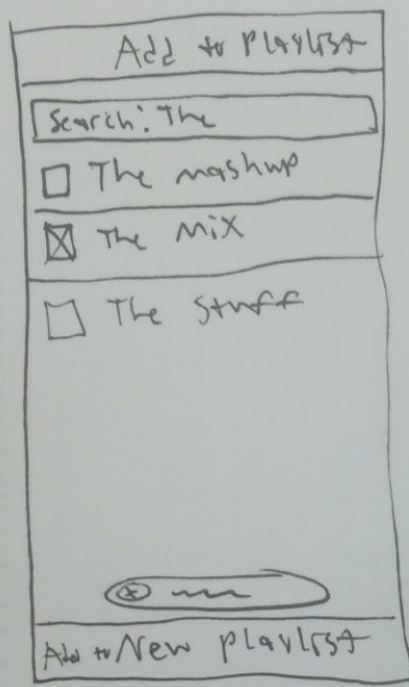 Add to Playlist
Search: The
The mashup
The Mix
The Stuff
Add to New playlist